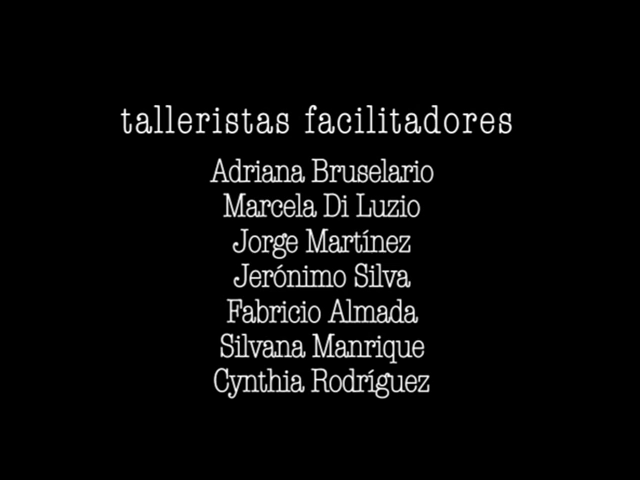 talleristas facilitadores
Adriana Bruselario
Marcela Di Luzio
Jorge Martínez
Jerónimo Silva
Fabricio Almada
Silvana Manrique
Cynthia Rodríguez